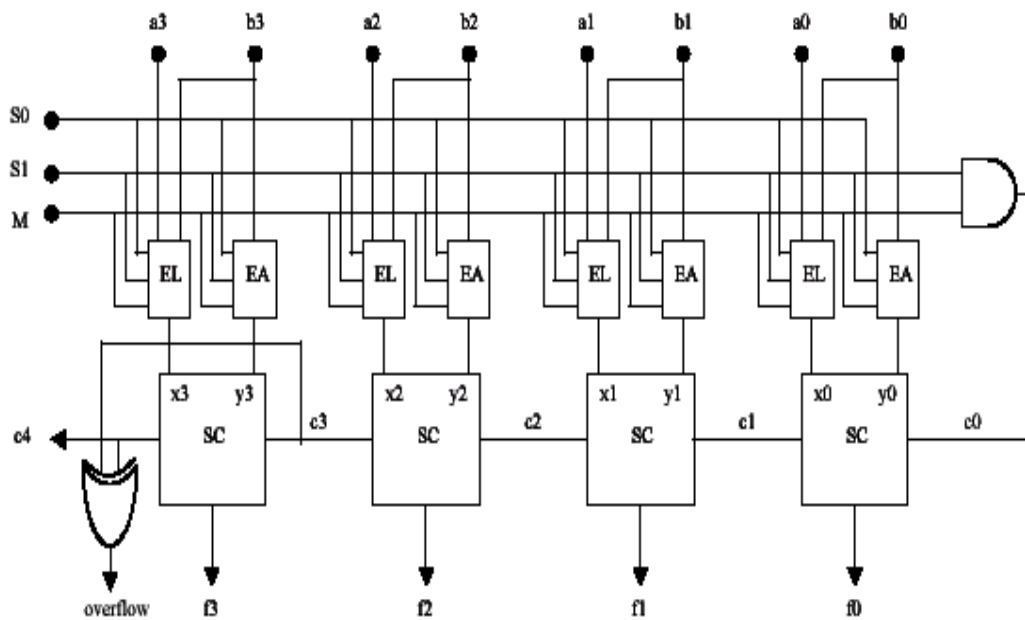 a3 b3 a2 b2 a1 b1 a0 b0
S0
S1
M
EL EA EL EA EL EA EL EA
x3 y3 x2 y2 x1 y1 x0 y0
c4 SC c3 SC c2 SC c1 SC c0
overflow f3 f2 f1 f0